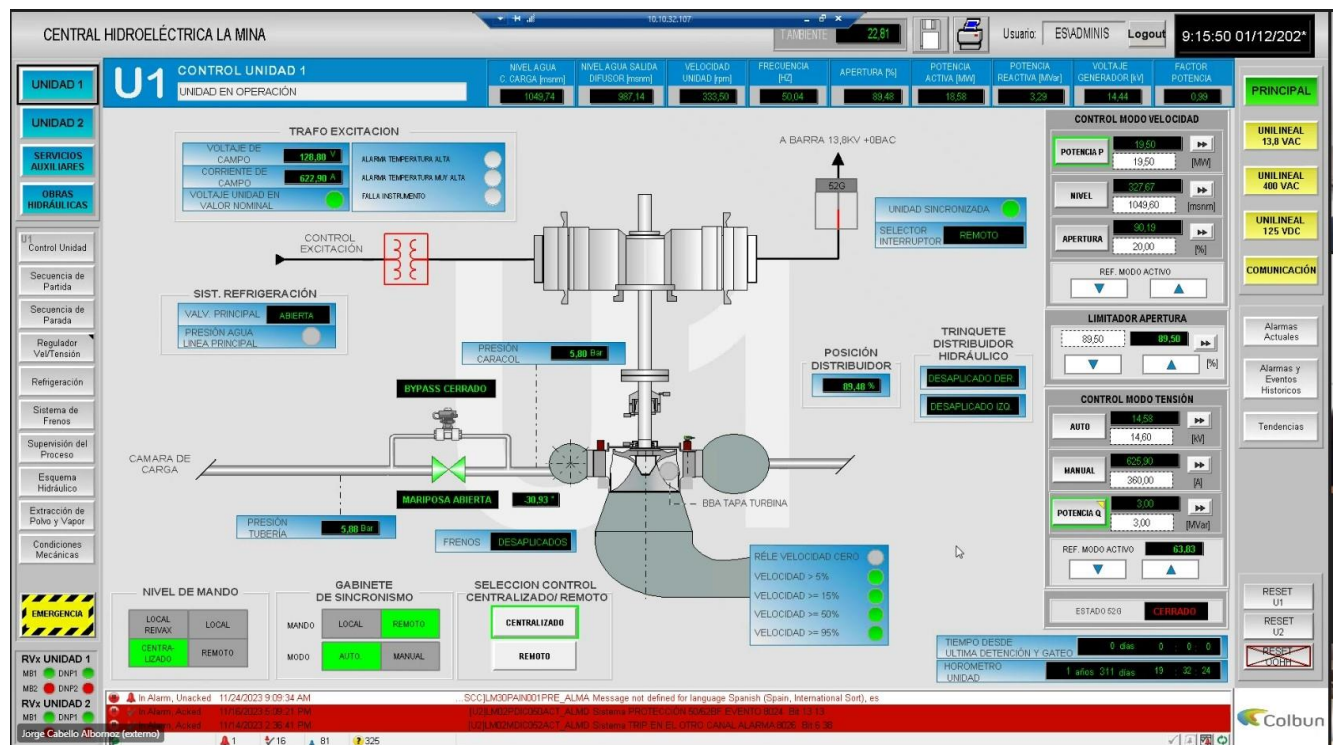 10.10.32.107
CENTRAL HIDROELÉCTRICA LA MINA
T.AMBIENTE 22,81
Usuario: ES\ADMINIS Logout
9:15:50 01/12/202*
UNIDAD 1
UNIDAD 2
SERVICIOS AUXILIARES
OBRAS HIDRÁULICAS
U1
CONTROL UNIDAD 1
UNIDAD EN OPERACIÓN
NIVEL AGUA C. CARGA [msnm] 1049,74
NIVEL AGUA SALIDA DIFUSOR [msnm] 987,14
VELOCIDAD UNIDAD [rpm] 333,50
FRECUENCIA [HZ] 50,04
APERTURA [%] 89,48
POTENCIA ACTIVA [MW] 18,58
POTENCIA REACTIVA [MVar] 3,29
VOLTAJE GENERADOR [kV] 14,44
FACTOR POTENCIA 0,99
PRINCIPAL
UNILINEAL 13,8 VAC
UNILINEAL 400 VAC
UNILINEAL 125 VDC
COMUNICACIÓN
Alarmas Actuales
Alarmas y Eventos Historicos
Tendencias
RESET U1
RESET U2
U1
Control Unidad
Secuencia de Partida
Secuencia de Parada
Regulador Vel/Tensión
Refrigeración
Sistema de Frenos
Supervisión del Proceso
Esquema Hidráulico
Extracción de Polvo y Vapor
Condiciones Mecánicas
EMERGENCIA
RVx UNIDAD 1
MB1 DNP1
MB2 DNP2
RVx UNIDAD 2
MB1 DNP1
TRAFO EXCITACION
VOLTAJE DE CAMPO 128,80 V
CORRIENTE DE CAMPO 622,90 A
VOLTAJE UNIDAD EN VALOR NOMINAL
ALARMA TEMPERATURA ALTA
ALARMA TEMPERATURA MUY ALTA
FALLA INSTRUMENTO
CONTROL EXCITACIÓN
SIST. REFRIGERACIÓN
VALV. PRINCIPAL ABIERTA
PRESIÓN AGUA LINEA PRINCIPAL
A BARRA 13,8KV +0BAC
52G
UNIDAD SINCRONIZADA
SELECTOR INTERRUPTOR REMOTO
U1
PRESIÓN CARACOL 5,80 Bar
BYPASS CERRADO
CAMARA DE CARGA
MARIPOSA ABIERTA -30,93 °
PRESIÓN TUBERÍA 5,88 Bar
FRENOS DESAPLICADOS
BBA TAPA TURBINA
POSICIÓN DISTRIBUIDOR
89,48 %
TRINQUETE DISTRIBUIDOR HIDRÁULICO
DESAPLICADO DER.
DESAPLICADO IZQ.
RÉLE VELOCIDAD CERO
VELOCIDAD > 5%
VELOCIDAD >= 15%
VELOCIDAD >= 50%
VELOCIDAD >= 95%
NIVEL DE MANDO
LOCAL REIVAX
LOCAL
CENTRA-LIZADO
REMOTO
GABINETE DE SINCRONISMO
MANDO LOCAL REMOTO
MODO AUTO. MANUAL
SELECCION CONTROL CENTRALIZADO/ REMOTO
CENTRALIZADO
REMOTO
CONTROL MODO VELOCIDAD
POTENCIA P 19,50
19,50 [MW]
NIVEL 327,67
1049,60 [msnm]
APERTURA 90,19
20,00 [%]
REF. MODO ACTIVO
LIMITADOR APERTURA
89,50 89,50
[%]
CONTROL MODO TENSIÓN
AUTO 14,58
14,60 [kV]
MANUAL 625,90
360,00 [A]
POTENCIA Q 3,00
3,00 [MVar]
REF. MODO ACTIVO 63,83
ESTADO 52G CERRADO
TIEMPO DESDE ULTIMA DETENCIÓN Y GATEO 0 días 0 : 0 : 0
HOROMETRO UNIDAD 1 años 311 días 19 : 32 : 24
In Alarm, Unacked 11/24/2023 9:09:34 AM ...SCC]LM30PAIN001PRE_ALMA Message not defined for language Spanish (Spain, International Sort), es
1 16 81 325
Jorge Cabello Albornoz (externo)
Colbun